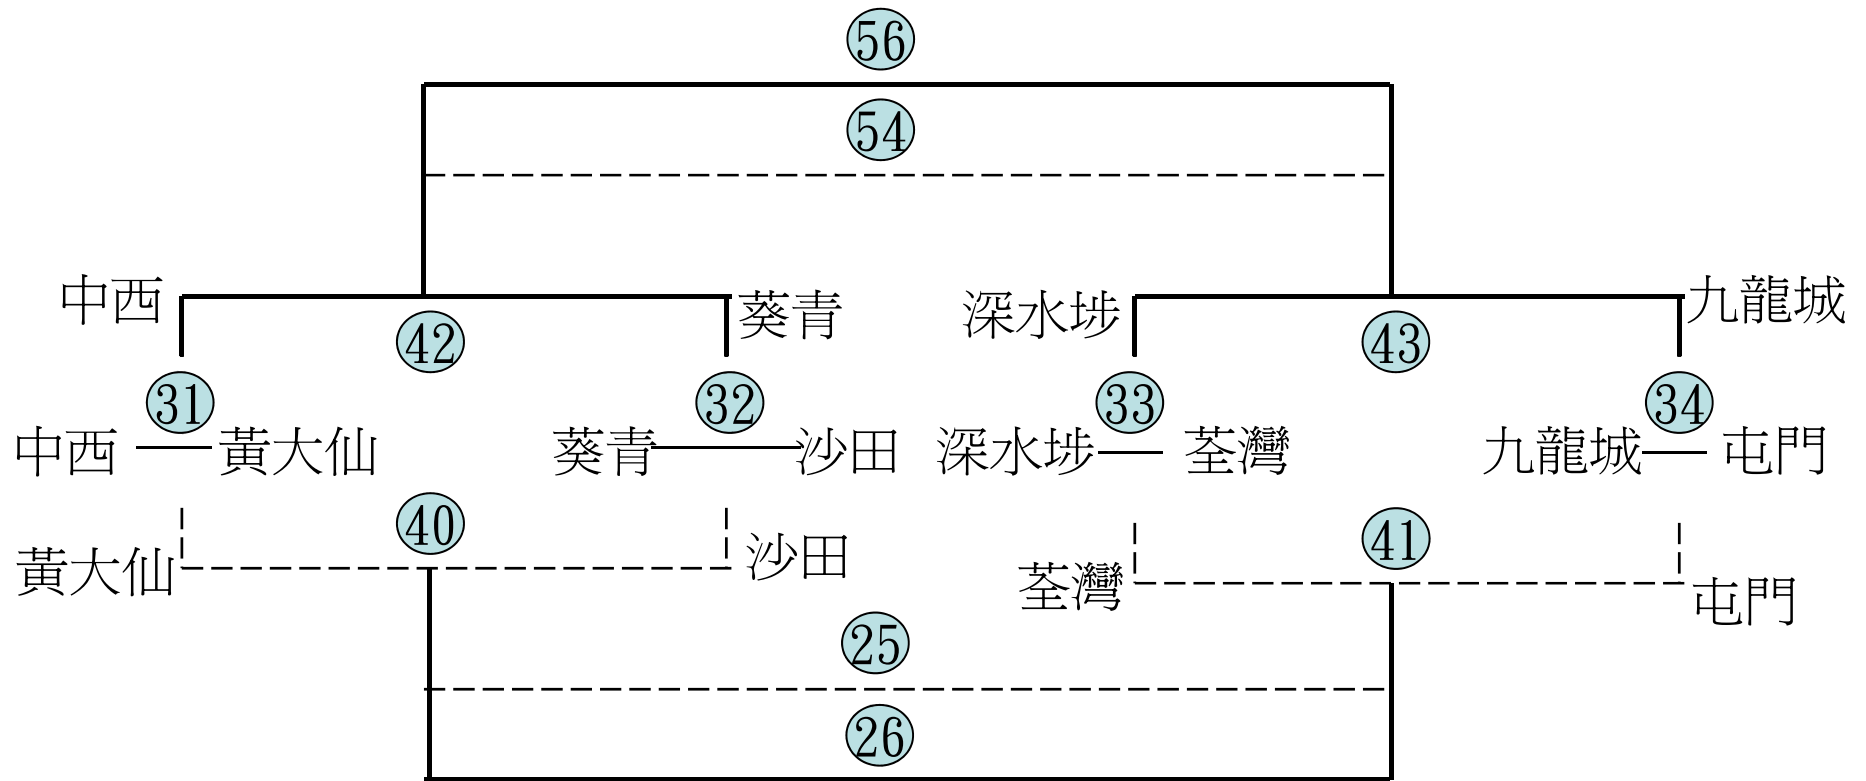 56
54
中西 葵青 深水埗 九龍城
42 43
31 32 33 34
中西 黃大仙 葵青 沙田 深水埗 荃灣 九龍城 屯門
40 41
黃大仙 沙田 荃灣 屯門
25
26